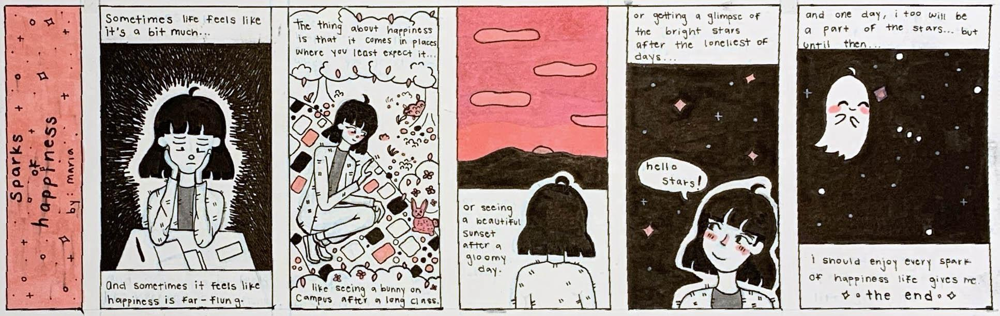 Sparks
of
happiness
by: maria
Sometimes life feels like
it's a bit much...
and sometimes it feels like
happiness is far-flung.
the thing about happiness
is that it comes in places
where you least expect it...
like seeing a bunny on
campus after a long class.
or seeing
a beautiful
sunset
after a
gloomy
day.
or getting a glimpse of
the bright stars
after the loneliest of
days...
hello
stars!
and one day, i too will be
a part of the stars... but
until then...
i should enjoy every spark
of happiness life gives me.
the end